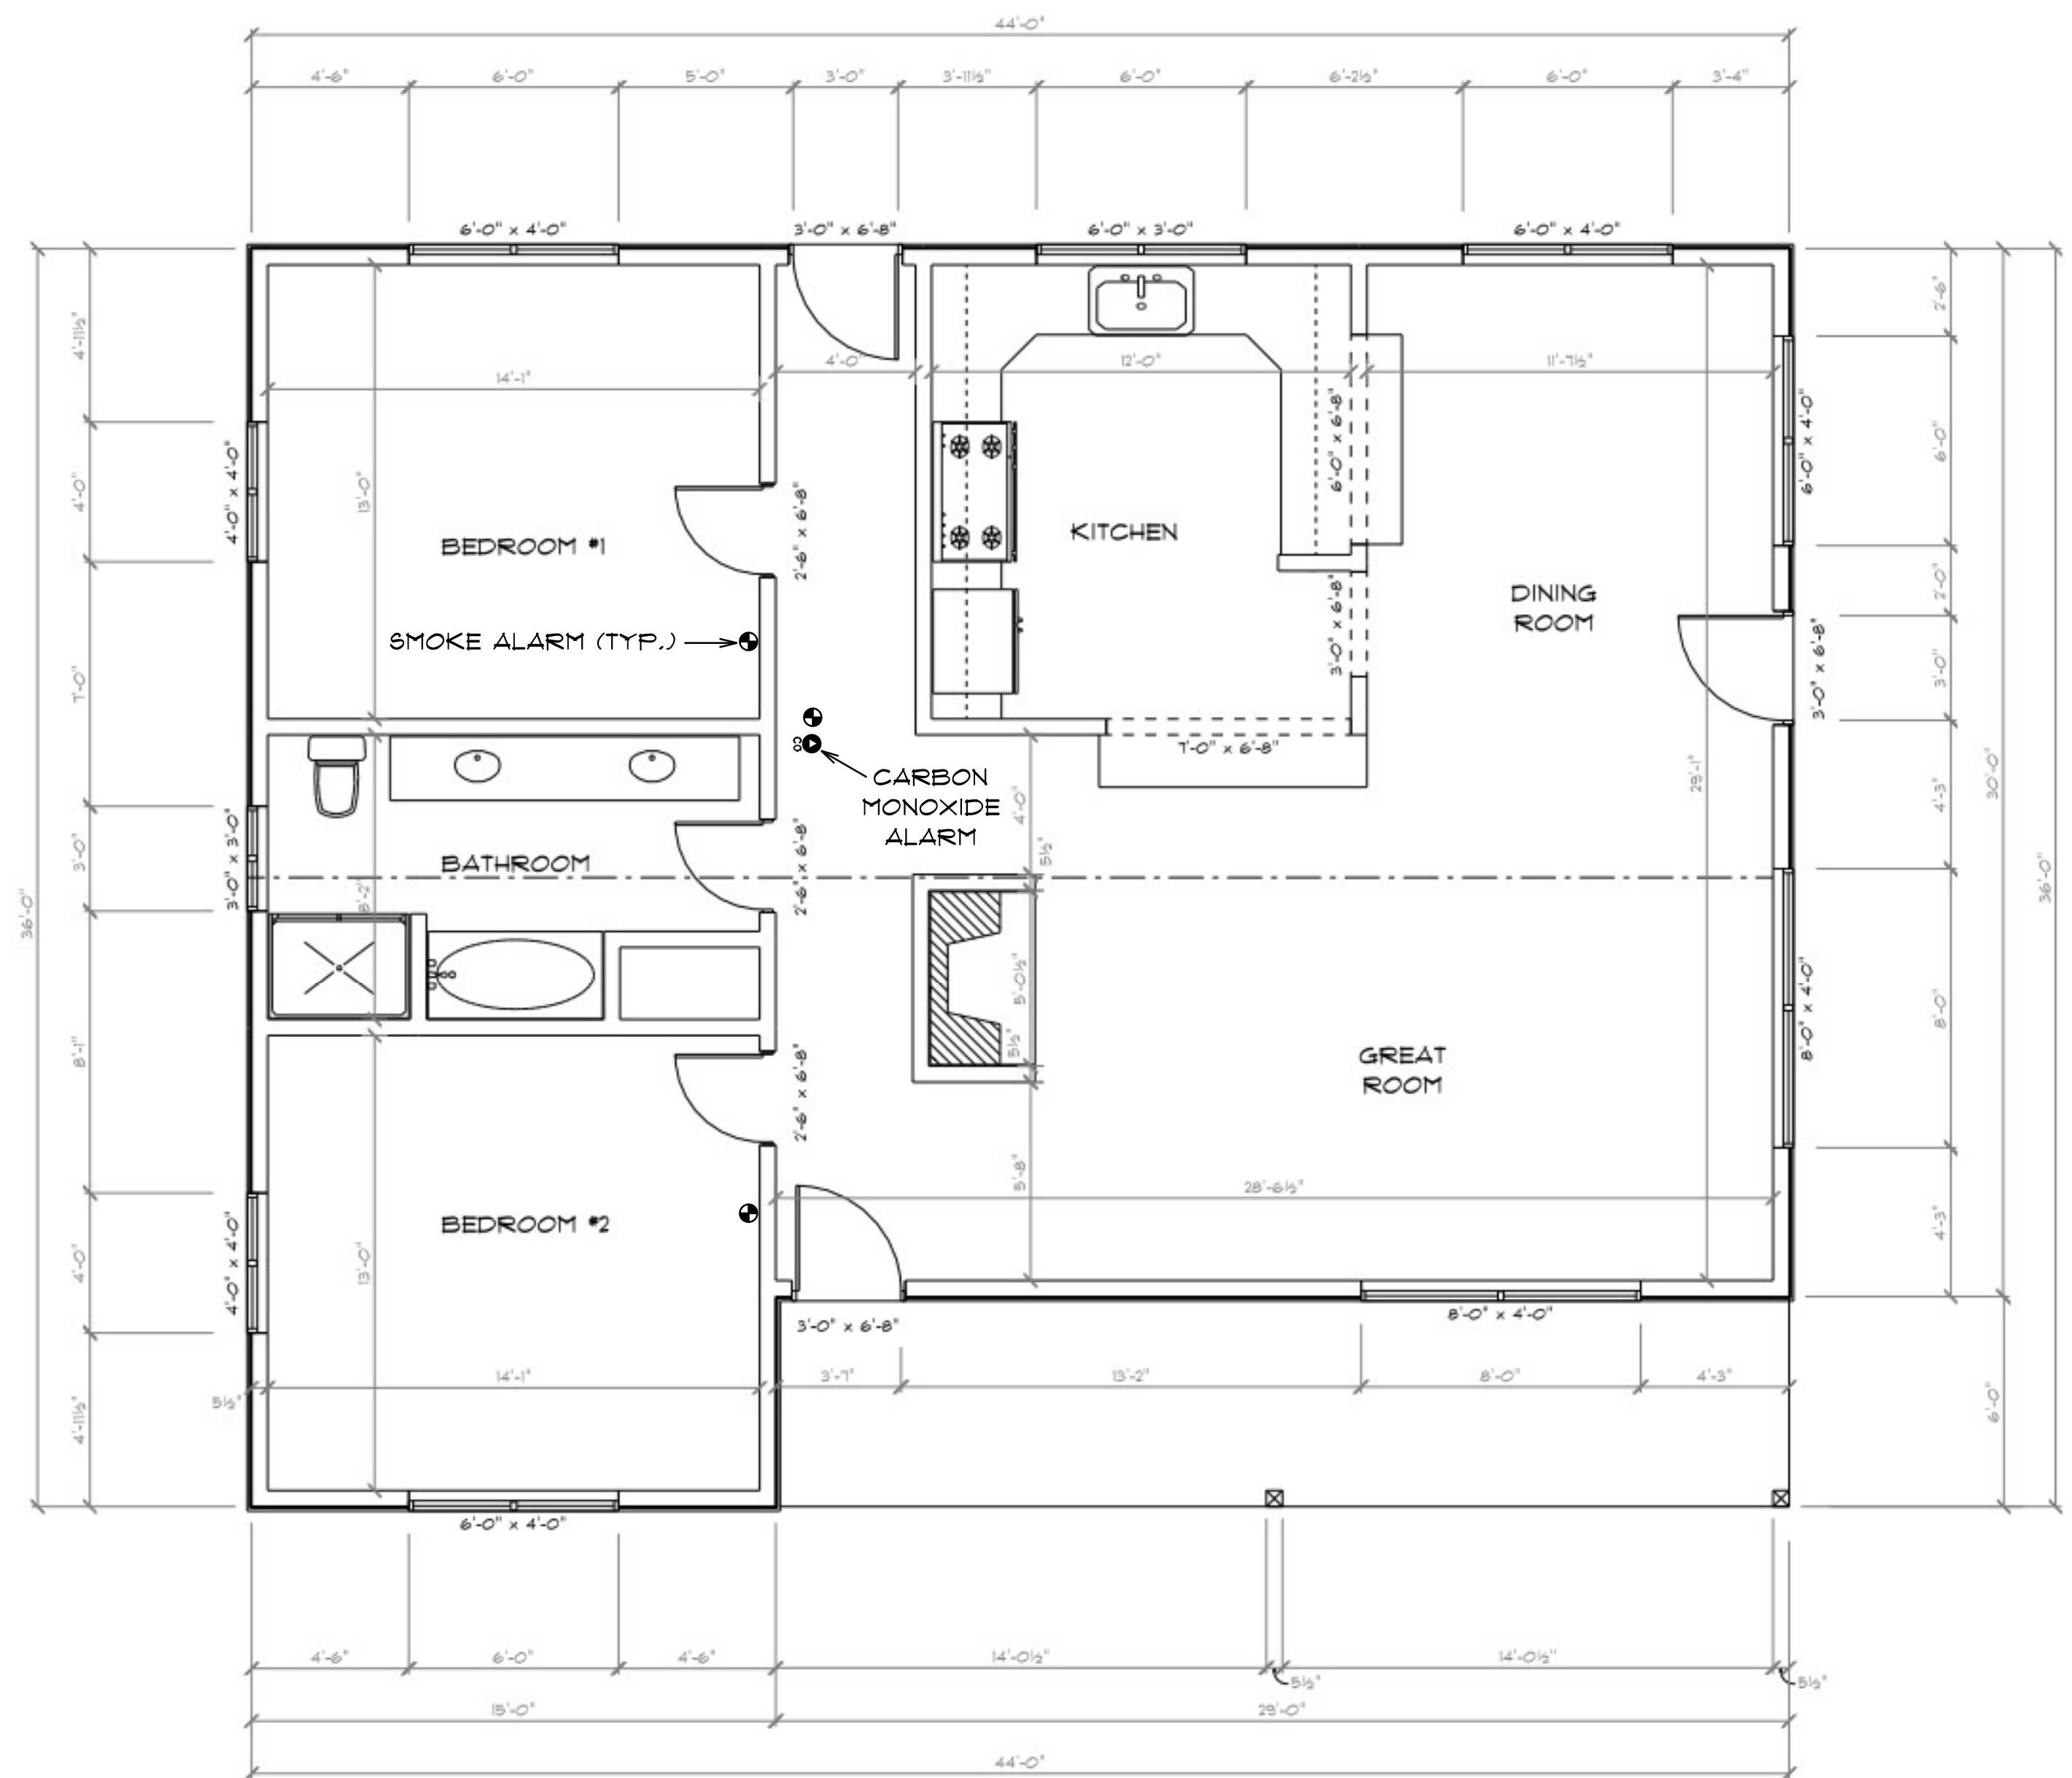 44'-0"
4'-6" 6'-0" 5'-0" 3'-0" 3'-11½" 6'-0" 6'-2½" 6'-0" 3'-4"
6'-0" x 4'-0" 3'-0" x 6'-8" 6'-0" x 3'-0" 6'-0" x 4'-0"
4'-11½"
2'-6"
4'-0" 12'-0" 11'-7½"
14'-1"
6'-0" x 6'-8"
6'-0" x 4'-0"
6'-0"
4'-0"
4'-0" x 4'-0"
13'-0"
2'-6" x 6'-8"
KITCHEN
BEDROOM #1
2'-0"
DINING
ROOM
3'-0" x 6'-8"
SMOKE ALARM (TYP.)
3'-0" x 6'-8"
3'-0"
7'-0"
7'-0" x 6'-8"
CO
CARBON
MONOXIDE
ALARM
4'-0"
29'-1"
4'-3"
30'-0"
5½"
3'-0"
3'-0" x 3'-0"
BATHROOM
2'-6" x 6'-8"
8'-2"
36'-0"
36'-0"
5'-0½"
8'-0" x 4'-0"
8'-0"
5½"
8'-1"
GREAT
ROOM
2'-6" x 6'-8"
5'-8"
28'-6½"
4'-3"
BEDROOM #2
4'-0"
4'-0" x 4'-0"
13'-0"
3'-0" x 6'-8" 8'-0" x 4'-0"
14'-1" 3'-7" 13'-2" 8'-0" 4'-3"
5½"
4'-11½"
6'-0"
6'-0" x 4'-0"
4'-6" 6'-0" 4'-6" 14'-0½" 14'-0½"
5½" 5½"
15'-0" 29'-0"
44'-0"